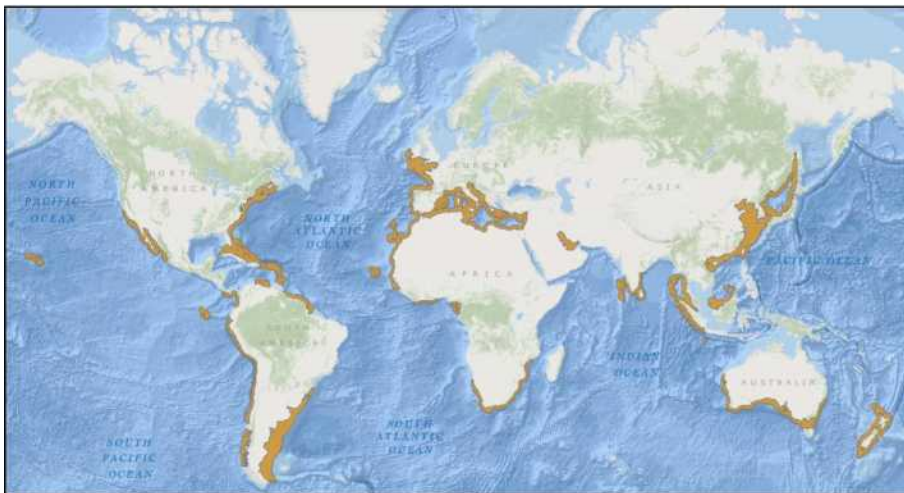 NORTH
AMERICA
EUROPE
ASIA
NORTH
PACIFIC
OCEAN
NORTH
ATLANTIC
OCEAN
PACIFIC OCEAN
AFRICA
SOUTH
INDIAN
OCEAN
AUSTRALIA
SOUTH
ATLANTIC
OCEAN
SOUTH
PACIFIC
OCEAN